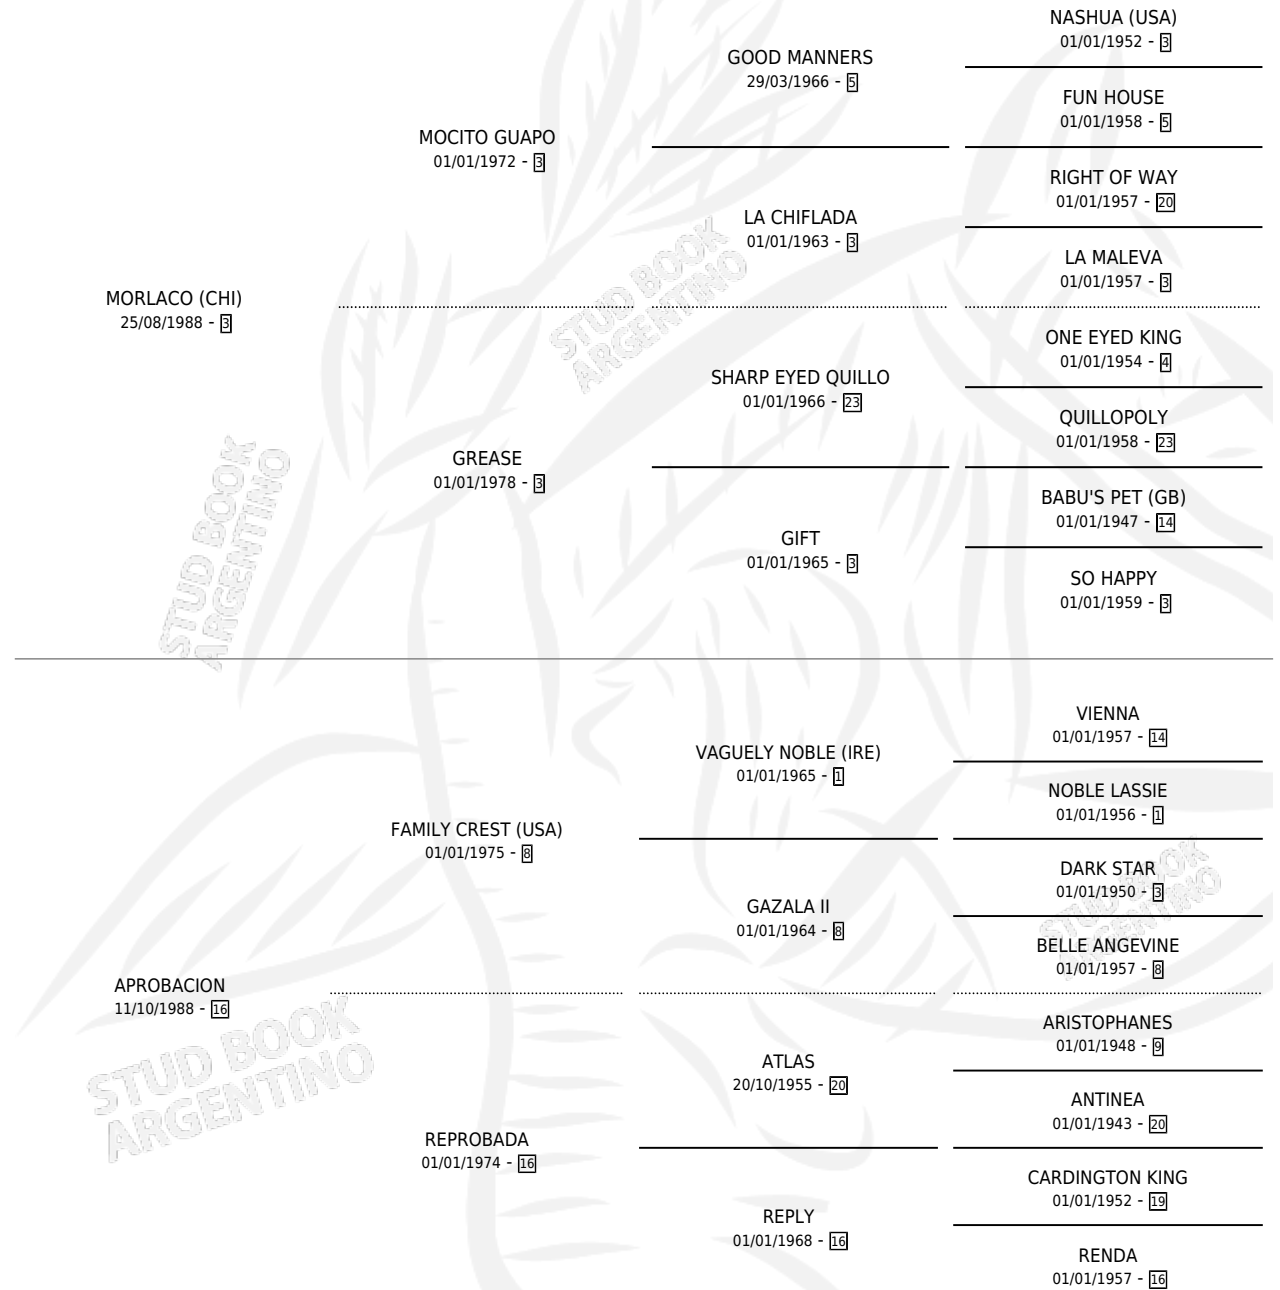 NASHUA (USA)
01/01/1952 - 3
GOOD MANNERS
29/03/1966 - 5
FUN HOUSE
01/01/1958 - 5
MOCITO GUAPO
01/01/1972 - 3
RIGHT OF WAY
01/01/1957 - 20
LA CHIFLADA
01/01/1963 - 3
LA MALEVA
01/01/1957 - 3
MORLACO (CHI)
25/08/1988 - 3
ONE EYED KING
01/01/1954 - 4
SHARP EYED QUILLO
01/01/1966 - 23
QUILLOPOLY
01/01/1958 - 23
GREASE
01/01/1978 - 3
BABU'S PET (GB)
01/01/1947 - 14
GIFT
01/01/1965 - 3
SO HAPPY
01/01/1959 - 3
VIENNA
01/01/1957 - 14
VAGUELY NOBLE (IRE)
01/01/1965 - 1
NOBLE LASSIE
01/01/1956 - 1
FAMILY CREST (USA)
01/01/1975 - 8
DARK STAR
01/01/1950 - 3
GAZALA II
01/01/1964 - 8
BELLE ANGEVINE
01/01/1957 - 8
APROBACION
11/10/1988 - 16
ARISTOPHANES
01/01/1948 - 9
ATLAS
20/10/1955 - 20
ANTINEA
01/01/1943 - 20
REPROBADA
01/01/1974 - 16
CARDINGTON KING
01/01/1952 - 19
REPLY
01/01/1968 - 16
RENDA
01/01/1957 - 16
STUD BOOK
ARGENTINO
STUD BOOK
ARGENTINO
STUD BOOK
ARGENTINO
STUD BOOK
ARGENTINO